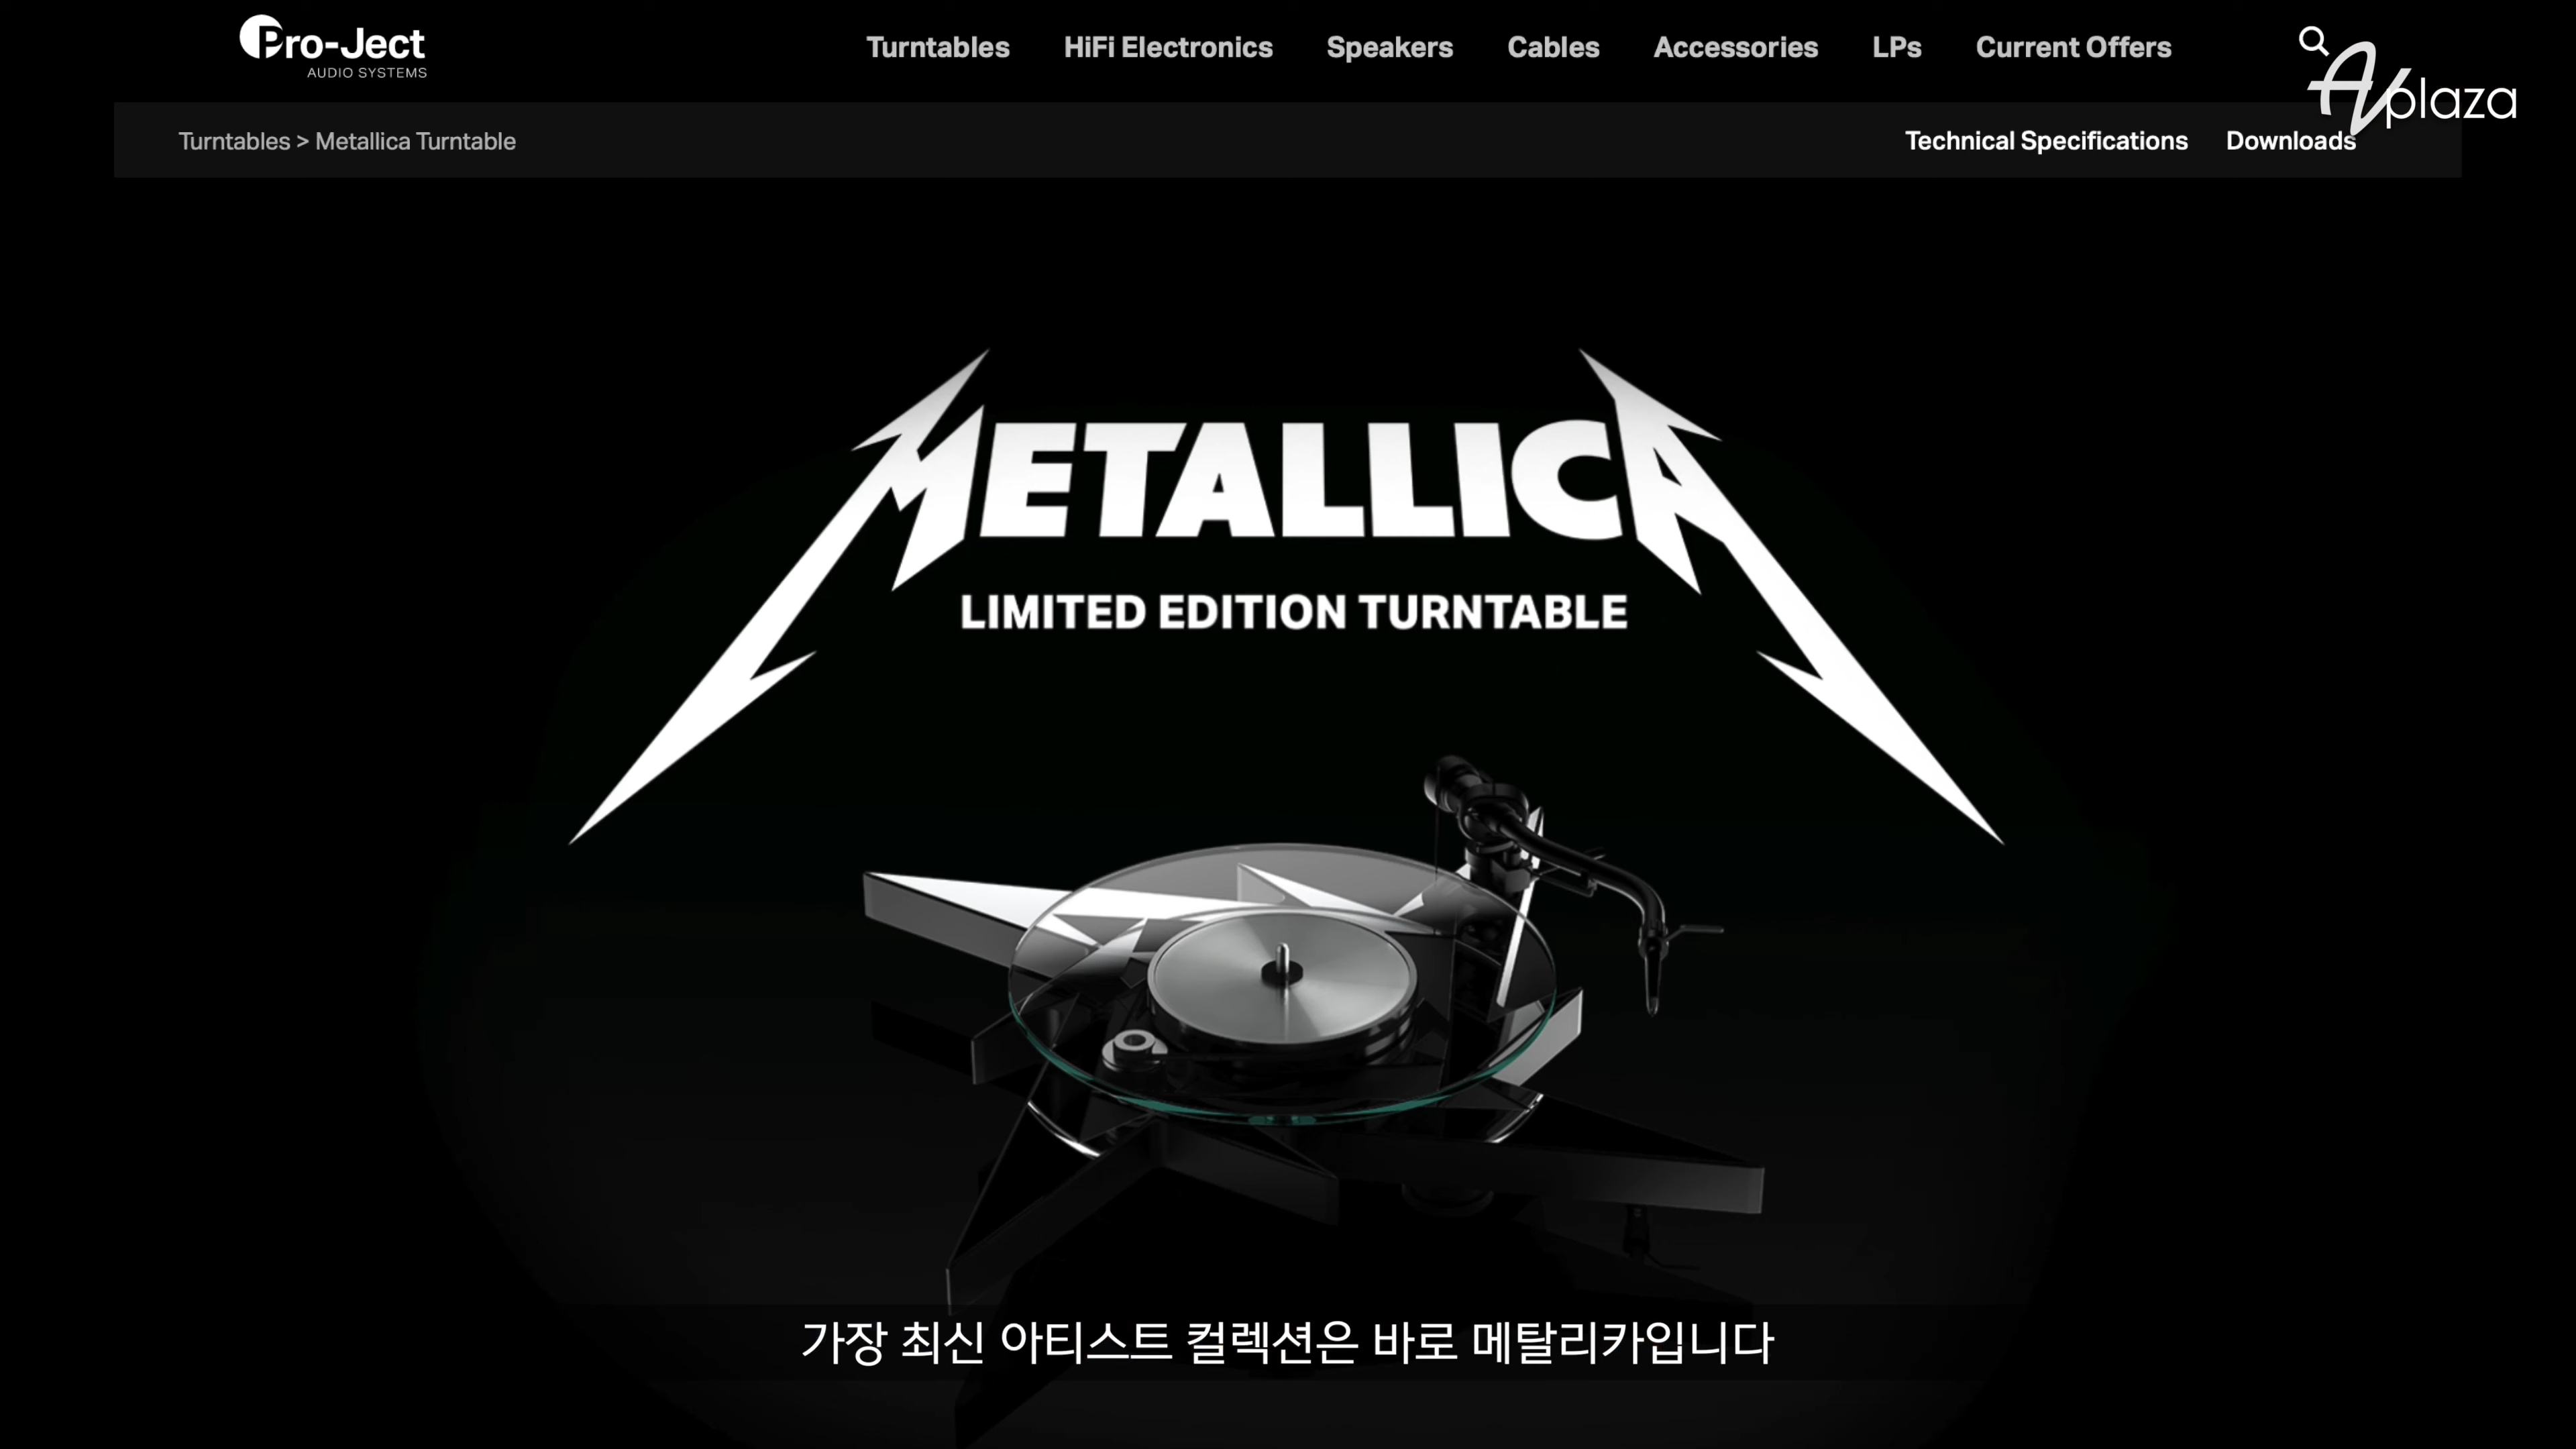 Pro-Ject
AUDIO SYSTEMS
Turntables HiFi Electronics Speakers Cables Accessories LPs Current Offers
AVplaza
Turntables > Metallica Turntable
Technical Specifications Downloads
METALLICA
LIMITED EDITION TURNTABLE
가장 최신 아티스트 컬렉션은 바로 메탈리카입니다